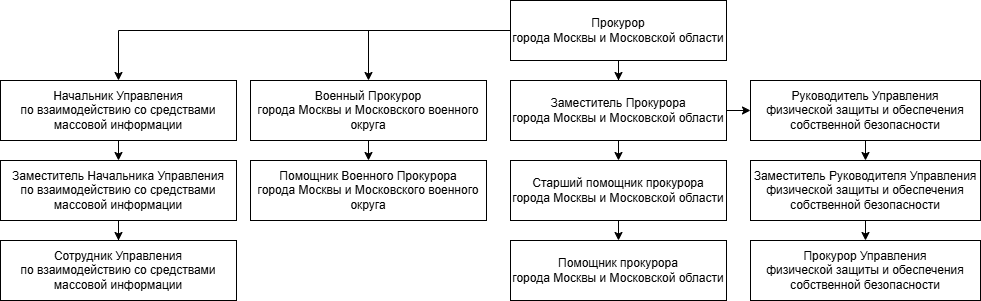 Прокурор
города Москвы и Московской области
Начальник Управления
по взаимодействию со средствами
массовой информации
Военный Прокурор
города Москвы и Московского военного
округа
Заместитель Прокурора
города Москвы и Московской области
Руководитель Управления
физической защиты и обеспечения
собственной безопасности
Заместитель Начальника Управления
по взаимодействию со средствами
массовой информации
Помощник Военного Прокурора
города Москвы и Московского военного
округа
Старший помощник прокурора
города Москвы и Московской области
Заместитель Руководителя Управления
физической защиты и обеспечения
собственной безопасности
Сотрудник Управления
по взаимодействию со средствами
массовой информации
Помощник прокурора
города Москвы и Московской области
Прокурор Управления
физической защиты и обеспечения
собственной безопасности